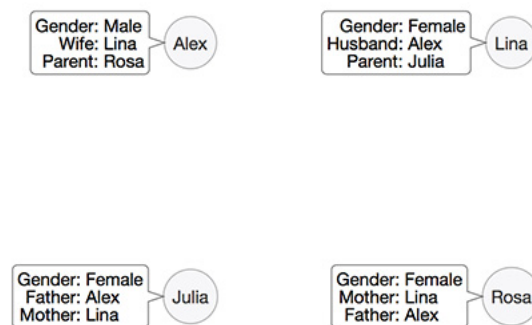 Gender: Male
Wife: Lina
Parent: Rosa
Alex
Gender: Female
Husband: Alex
Parent: Julia
Lina
Gender: Female
Father: Alex
Mother: Lina
Julia
Gender: Female
Mother: Lina
Father: Alex
Rosa